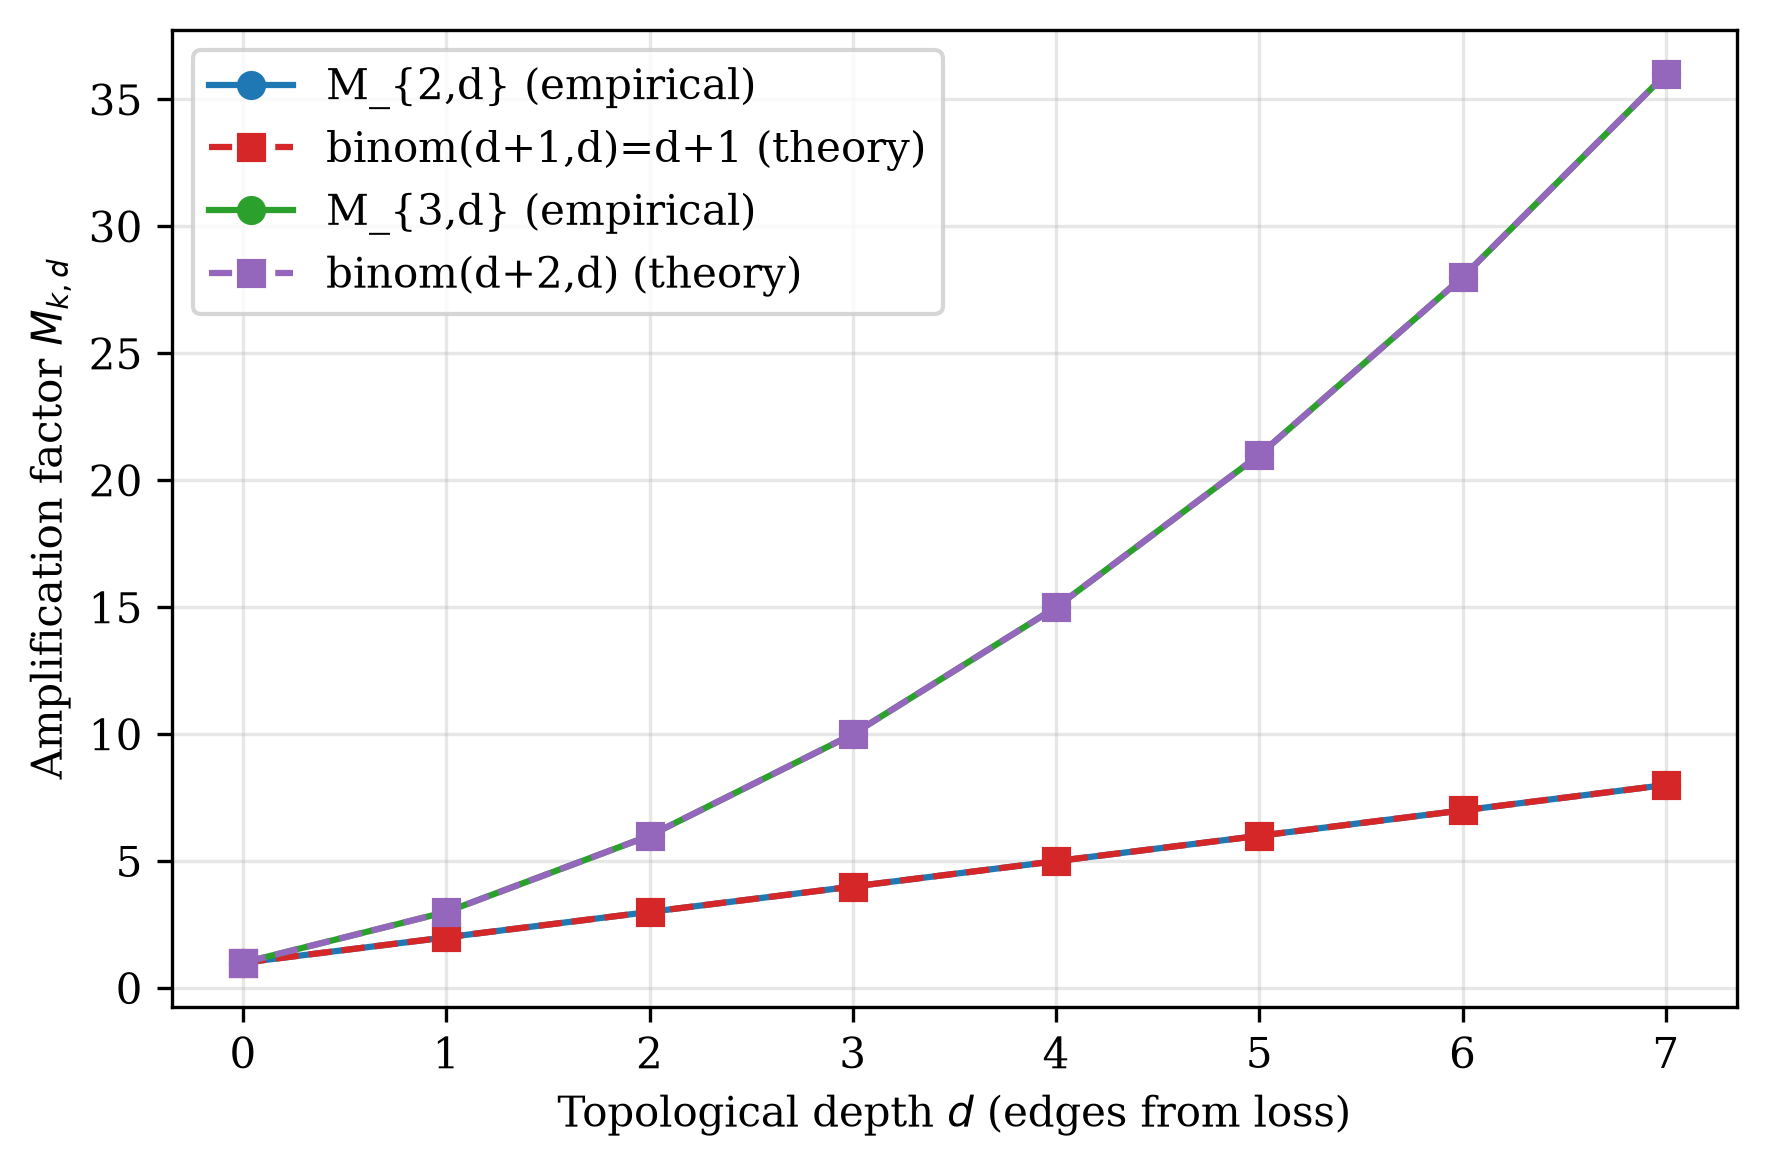 M_{2,d} (empirical)
binom(d+1,d)=d+1 (theory)
M_{3,d} (empirical)
binom(d+2,d) (theory)
35
30
25
20
15
10
5
0
Amplification factor M_{k,d}
0 1 2 3 4 5 6 7
Topological depth d (edges from loss)